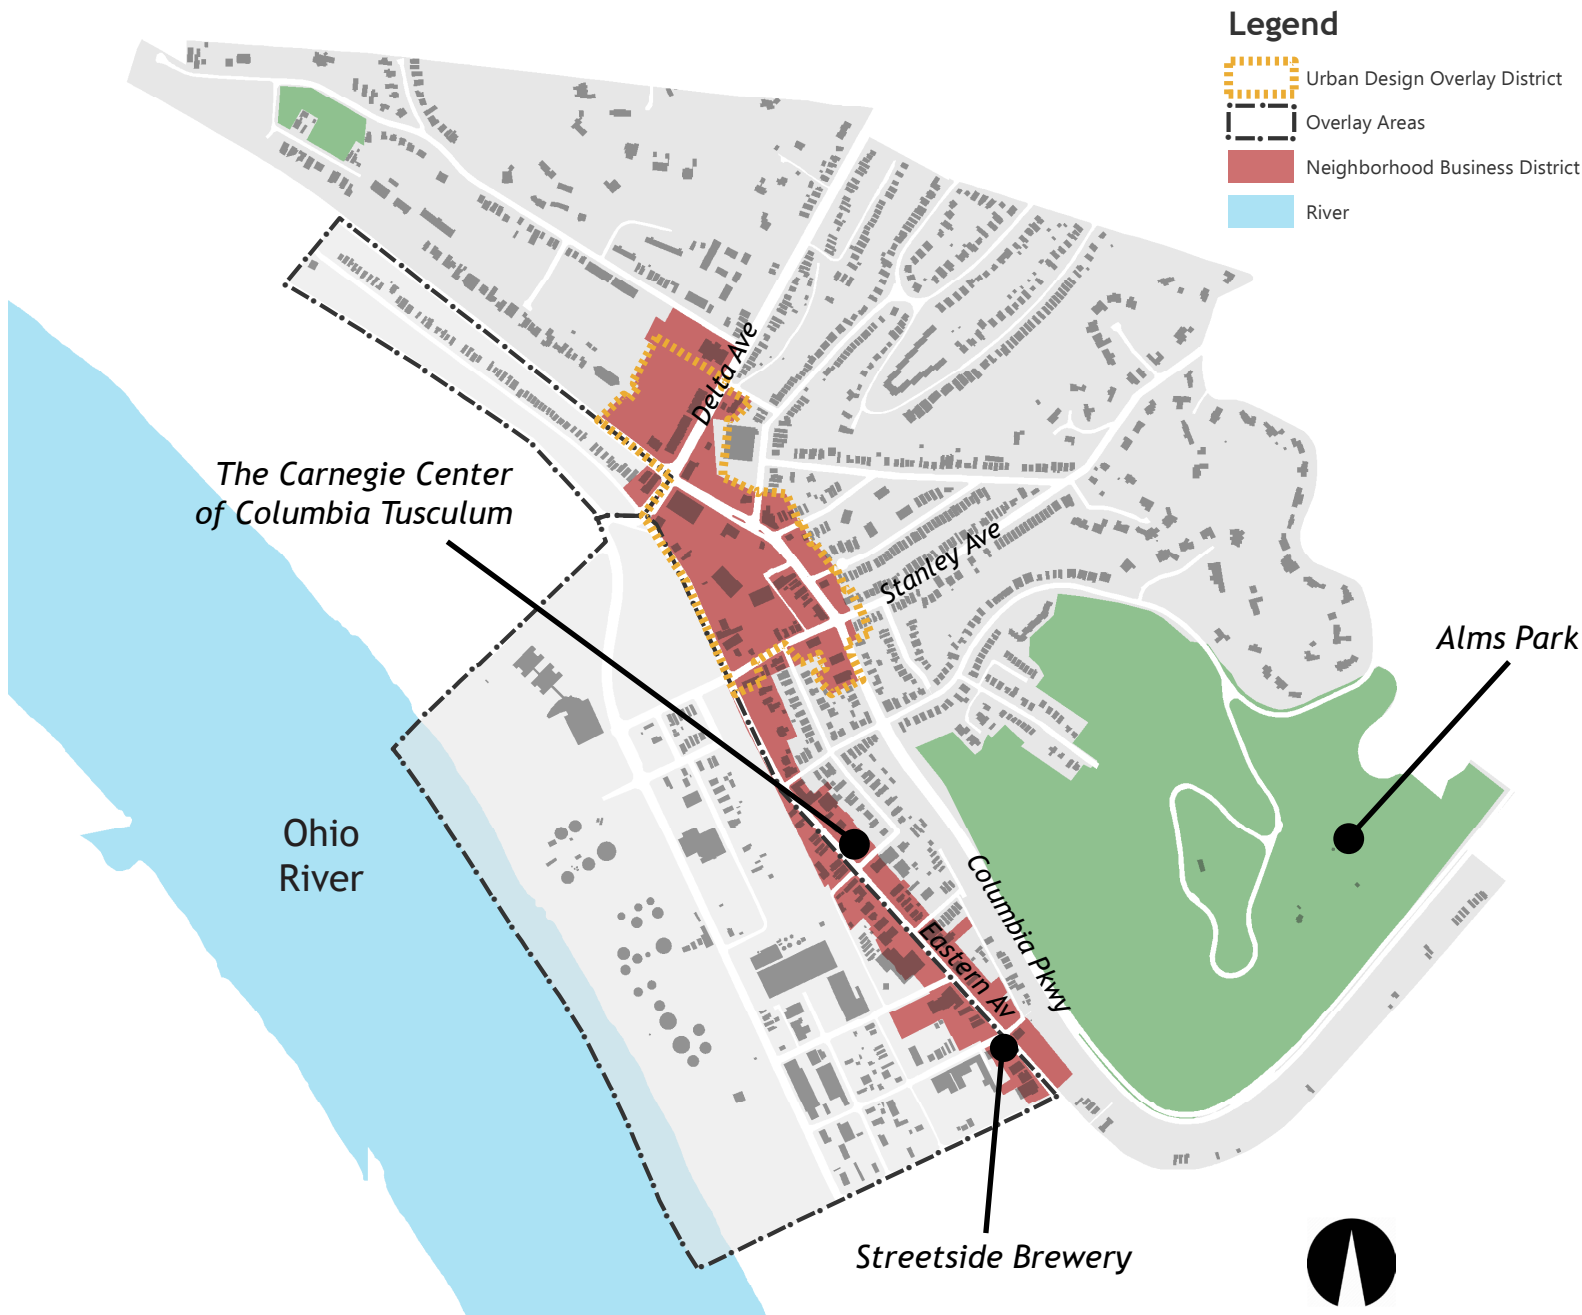 Legend
Urban Design Overlay District
Overlay Areas
Neighborhood Business District
River
Delta Ave
The Carnegie Center
of Columbia Tusculum
Stanley Ave
Alms Park
Ohio
River
Columbia Pkwy
Eastern Av
Streetside Brewery